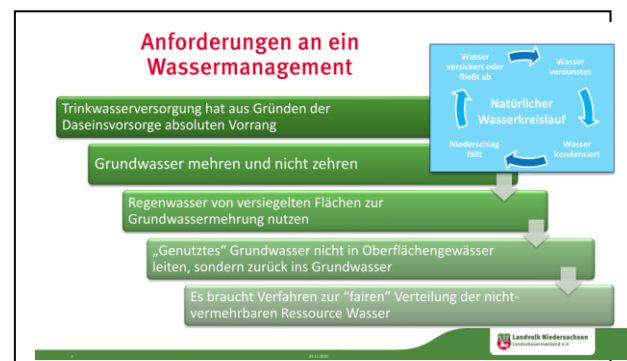 Anforderungen an ein
Wassermanagement
Wasser
versickert oder
fließt ab
Wasser
verdunstet
Natürlicher
Wasserkreislauf
Niederschlag
fällt
Wasser
kondensiert
Trinkwasserversorgung hat aus Gründen der
Daseinsvorsorge absoluten Vorrang
Grundwasser mehren und nicht zehren
Regenwasser von versiegelten Flächen zur
Grundwassermehrung nutzen
„Genutztes“ Grundwasser nicht in Oberflächengewässer
leiten, sondern zurück ins Grundwasser
Es braucht Verfahren zur “fairen” Verteilung der nicht-
vermehrbaren Ressource Wasser
Landvolk Niedersachsen
Landesbauernverband e.V.